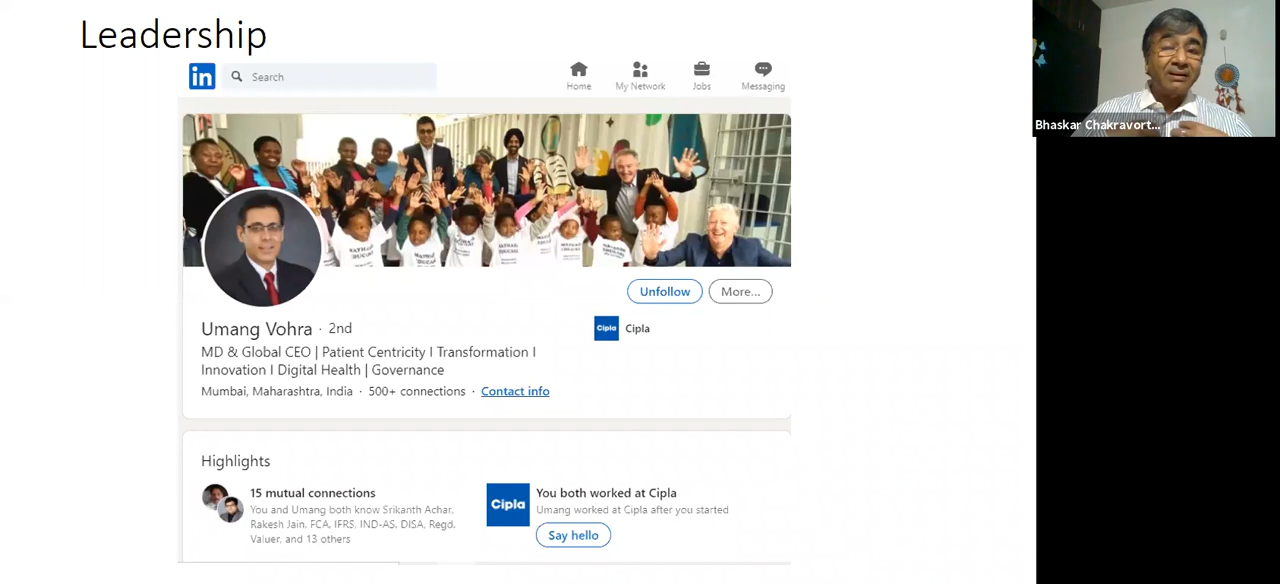 Leadership
in
Search
Home
My Network
Jobs
Messaging
Bhaskar Chakravort...
Unfollow
More...
Umang Vohra · 2nd
Cipla
Cipla
MD & Global CEO | Patient Centricity I Transformation I
Innovation I Digital Health | Governance
Mumbai, Maharashtra, India · 500+ connections · Contact info
Highlights
15 mutual connections
You and Umang both know Srikanth Achar,
Rakesh Jain, FCA, IFRS, IND-AS, DISA, Regd.
Valuer, and 13 others
Cipla
You both worked at Cipla
Umang worked at Cipla after you started
Say hello